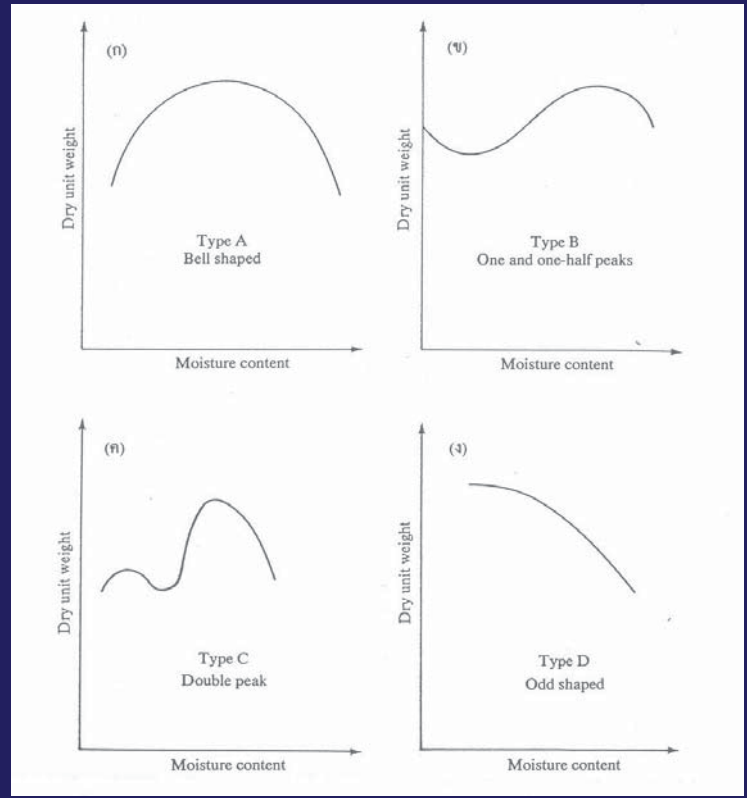 (ก)
Dry unit weight
Type A
Bell shaped
Moisture content
(ข)
Dry unit weight
Type B
One and one-half peaks
Moisture content
(ค)
Dry unit weight
Type C
Double peak
Moisture content
(ง)
Dry unit weight
Type D
Odd shaped
Moisture content